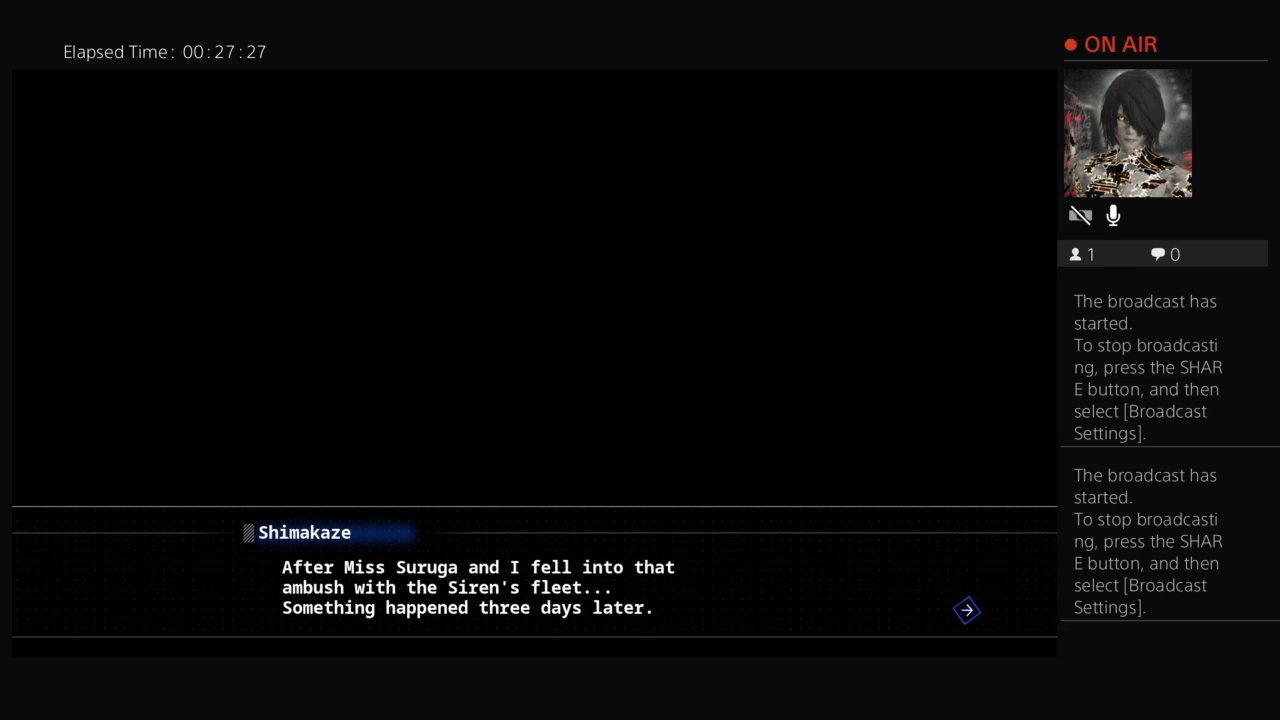 Elapsed Time: 00:27:27
ON AIR
1
0
The broadcast has
started.
To stop broadcasti
ng, press the SHAR
E button, and then
select [Broadcast
Settings].
The broadcast has
started.
To stop broadcasti
ng, press the SHAR
E button, and then
select [Broadcast
Settings].
Shimakaze
After Miss Suruga and I fell into that
ambush with the Siren's fleet...
Something happened three days later.